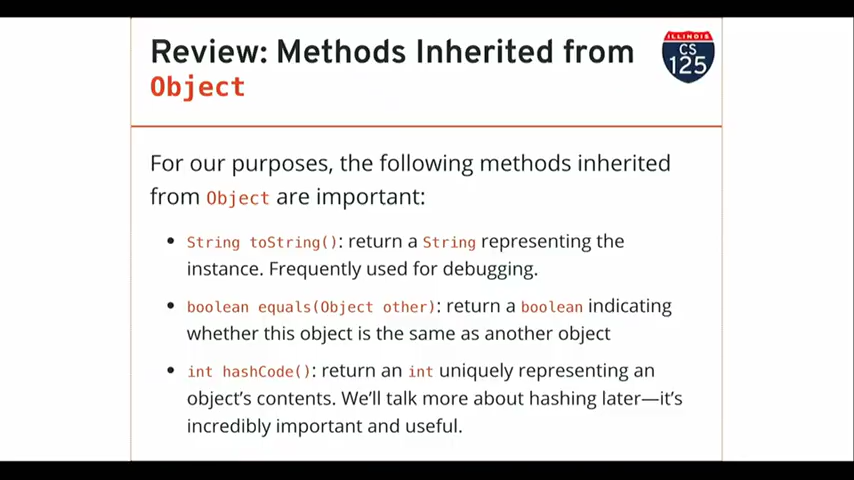 Review: Methods Inherited from
Object
ILLINOIS
CS
125
For our purposes, the following methods inherited
from Object are important:
• String toString(): return a String representing the
instance. Frequently used for debugging.
• boolean equals(Object other): return a boolean indicating
whether this object is the same as another object
• int hashCode(): return an int uniquely representing an
object’s contents. We’ll talk more about hashing later—it’s
incredibly important and useful.